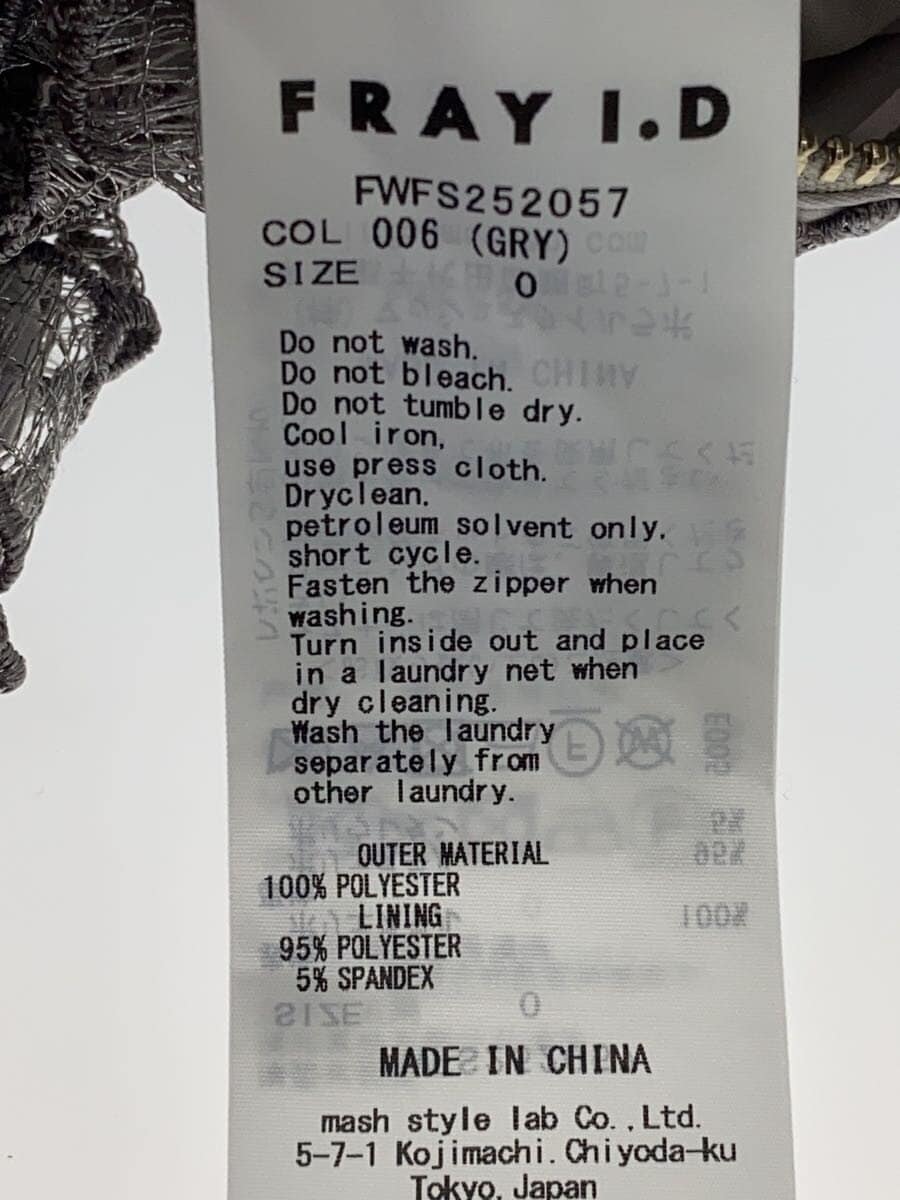 FRAY I.D
FWFS252057
COL 006 (GRY)
SIZE 0
Do not wash.
Do not bleach.
Do not tumble dry.
Cool iron,
use press cloth.
Dryclean.
petroleum solvent only.
short cycle.
Fasten the zipper when
washing.
Turn inside out and place
in a laundry net when
dry cleaning.
Wash the laundry
separately from
other laundry.
OUTER MATERIAL
100% POLYESTER
LINING
95% POLYESTER
5% SPANDEX
MADE IN CHINA
mash style lab Co.,Ltd.
5-7-1 Kojimachi.Chiyoda-ku
Tokyo, Japan